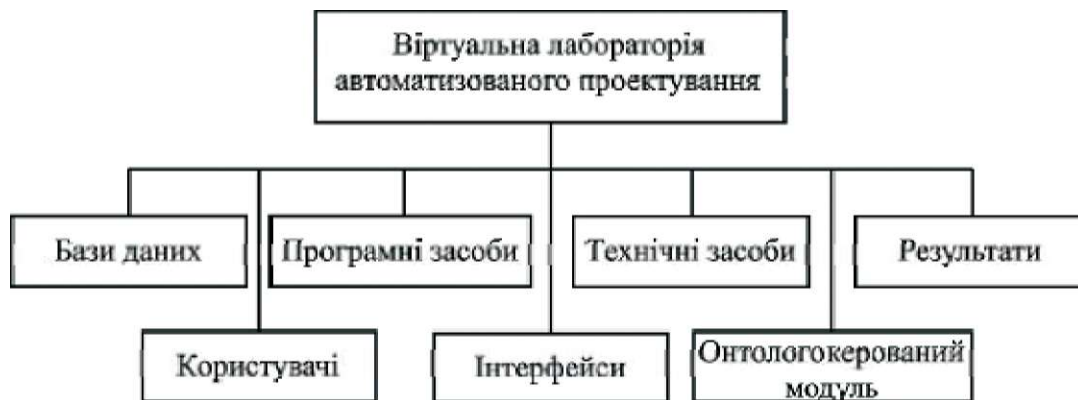 Віртуальна лабораторія
автоматизованого проектування
Бази даних
Програмні засоби
Технічні засоби
Результати
Користувачі
Інтерфейси
Онтологокерований
модуль